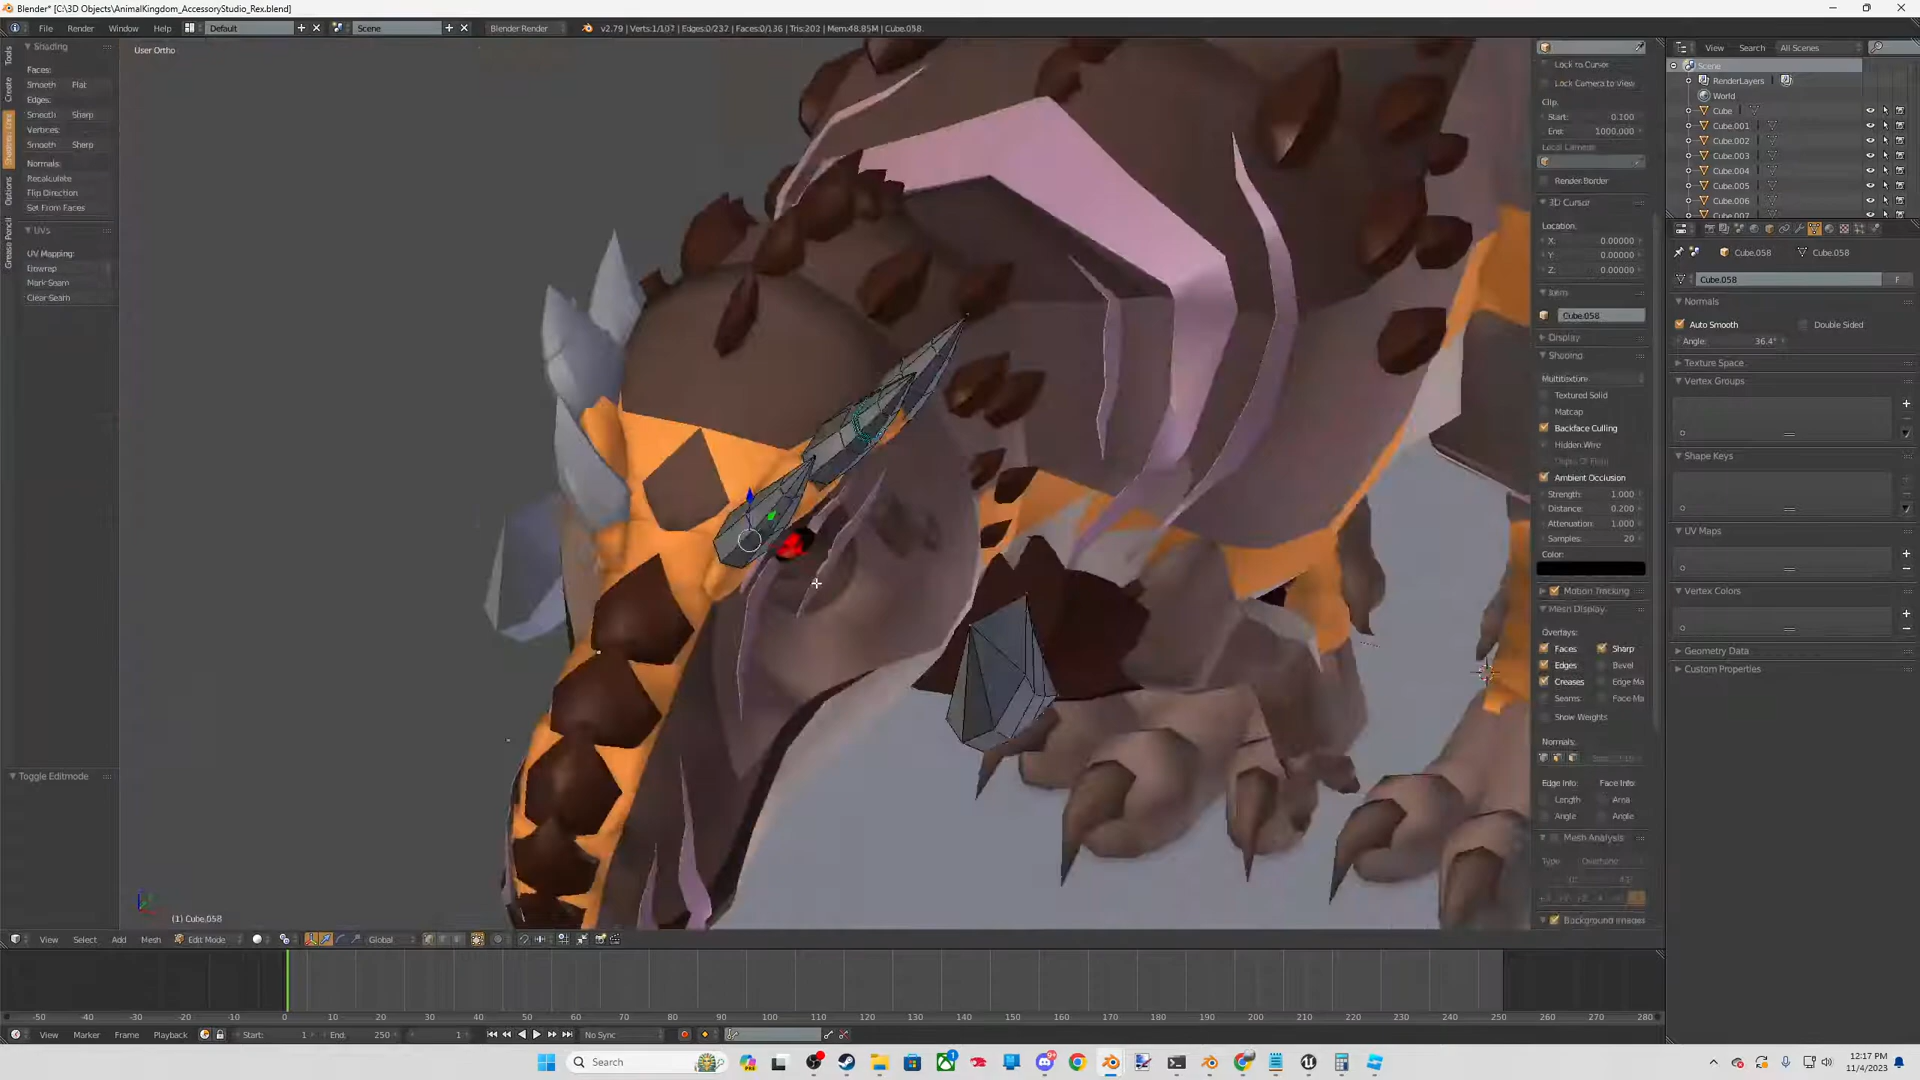 Blender* [C:\3D Objects\AnimalKingdom_AccessoryStudio_Rex.blend]
File Render Window Help Default Scene Blender Render v2.79 | Verts:1/107 | Edges:0/237 | Faces:0/136 | Tris:202 | Mem:48.85M | Cube.058
Shading
Faces:
Smooth Flat
Edges:
Smooth Sharp
Vertices:
Smooth Sharp
Normals:
Recalculate
Flip Direction
Set From Faces
UVs
UV Mapping:
Unwrap
Mark Seam
Clear Seam
Toggle Editmode
Tools
Create
Options
Grease Pencil
User Ortho
(1) Cube.058
Lock to Cursor
Lock Camera to View
Clip:
Start: 0.100
End: 1000.000
Local Camera:
Render Border
3D Cursor
Location:
X: 0.00000
Y: 0.00000
Z: 0.00000
Item
Cube.058
Display
Shading
Multitexture
Textured Solid
Matcap
Backface Culling
Hidden Wire
Ambient Occlusion
Strength: 1.000
Distance: 0.200
Attenuation: 1.000
Samples: 20
Color:
Motion Tracking
Mesh Display
Overlays:
Faces Sharp
Edges Bevel
Creases Edge Ma
Seams Face Ma
Show Weights
Normals:
Edge Info: Face Info:
Length Area
Angle Angle
Mesh Analysis
Type:
Background Images
View Search All Scenes
Scene
RenderLayers
World
Cube
Cube.001
Cube.002
Cube.003
Cube.004
Cube.005
Cube.006
Cube.007
Cube.058 Cube.058
Cube.058 F
Normals
Auto Smooth Double Sided
Angle: 36.4°
Texture Space
Vertex Groups
Shape Keys
UV Maps
Vertex Colors
Geometry Data
Custom Properties
View Select Add Mesh Edit Mode Global
-50 -40 -30 -20 -10 0 10 20 30 40 50 60 70 80 90 100 110 120 130 140 150 160 170 180 190 200 210 220 230 240 250 260 270 280
View Marker Frame Playback Start: 1 End: 250 1 No Sync
Search
12:17 PM
11/4/2023